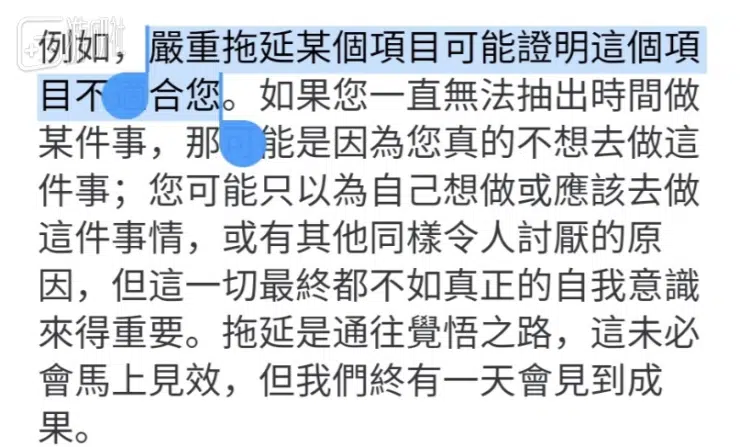 例如，嚴重拖延某個項目可能證明這個項
目不適合您。如果您一直無法抽出時間做
某件事，那可能是因為您真的不想去做這
件事；您可能只以為自己想做或應該去做
這件事情，或有其他同樣令人討厭的原
因，但這一切最終都不如真正的自我意識
來得重要。拖延是通往覺悟之路，這未必
會馬上見效，但我們終有一天會見到成
果。